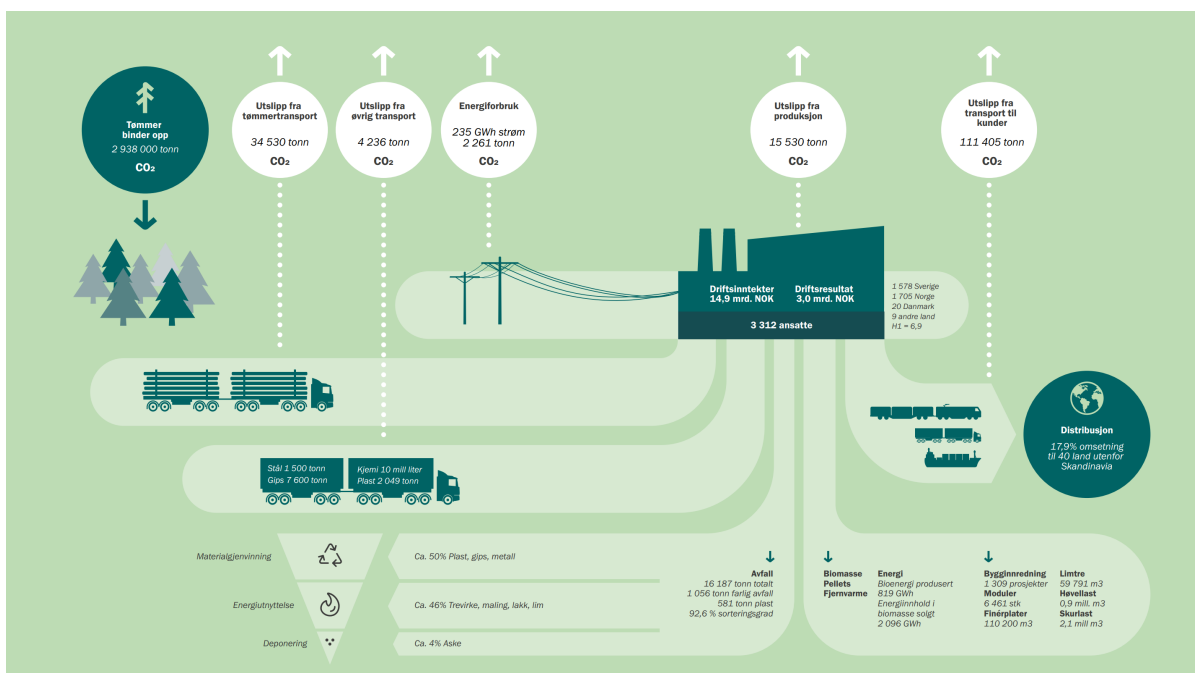 Tømmer
binder opp
2 938 000 tonn
CO₂
Utslipp fra
tømmertransport
34 530 tonn
CO₂
Utslipp fra
øvrig transport
4 236 tonn
CO₂
Energiforbruk
235 GWh strøm
2 261 tonn
CO₂
Utslipp fra
produksjon
15 530 tonn
CO₂
Utslipp fra
transport til
kunder
111 405 tonn
CO₂
Driftsinntekter
14,9 mrd. NOK
Driftsresultat
3,0 mrd. NOK
3 312 ansatte
1 578 Sverige
1 705 Norge
20 Danmark
9 andre land
H1 = 6,9
Distribusjon
17,9% omsetning
til 40 land utenfor
Skandinavia
Stål 1 500 tonn
Gips 7 600 tonn
Kjemi 10 mill liter
Plast 2 049 tonn
Materialgjenvinning
Ca. 50% Plast, gips, metall
Energiutnyttelse
Ca. 46% Trevirke, maling, lakk, lim
Deponering
Ca. 4% Aske
Avfall
16 187 tonn totalt
1 056 tonn farlig avfall
581 tonn plast
92,6 % sorteringsgrad
Biomasse
Pellets
Fjernvarme
Energi
Bioenergi produsert
819 GWh
Energiinnhold i
biomasse solgt
2 096 GWh
Bygginnredning
1 309 prosjekter
Moduler
6 461 stk
Finérplater
110 200 m3
Limtre
59 791 m3
Høvellast
0,9 mill. m3
Skurlast
2,1 mill m3